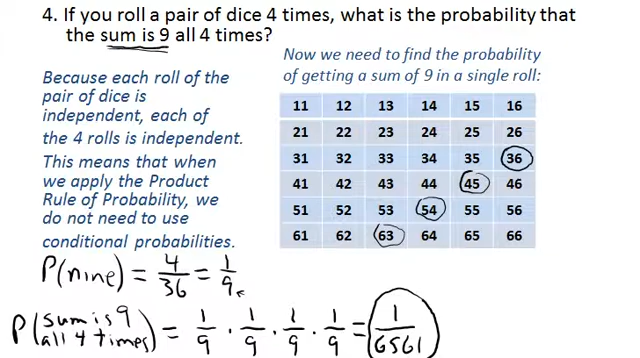 4. If you roll a pair of dice 4 times, what is the probability that
the sum is 9 all 4 times?
Because each roll of the
pair of dice is
independent, each of
the 4 rolls is independent.
This means that when
we apply the Product
Rule of Probability, we
do not need to use
conditional probabilities.
Now we need to find the probability
of getting a sum of 9 in a single roll:
11 12 13 14 15 16
21 22 23 24 25 26
31 32 33 34 35 36
41 42 43 44 45 46
51 52 53 54 55 56
61 62 63 64 65 66
P(nine) = 4/36 = 1/9
P(sum is 9 all 4 times) = 1/9 · 1/9 · 1/9 · 1/9 = 1/6561